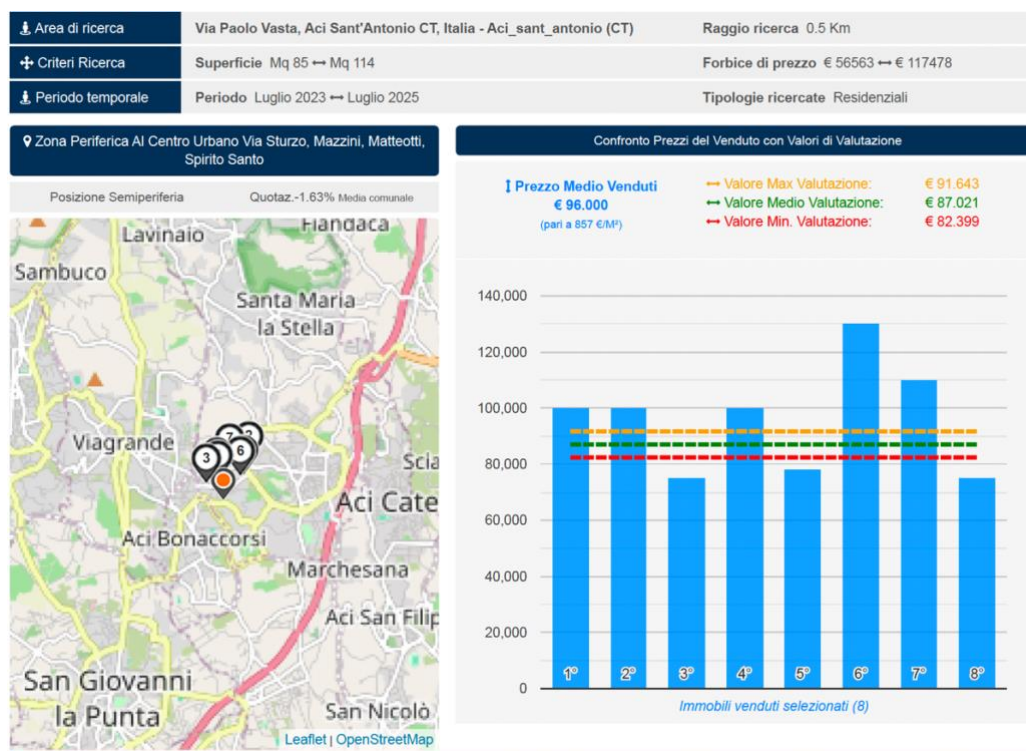 Area di ricerca
Via Paolo Vasta, Aci Sant'Antonio CT, Italia - Aci_sant_antonio (CT)
Raggio ricerca 0.5 Km
Criteri Ricerca
Superficie Mq 85 ↔ Mq 114
Forbice di prezzo € 56563 ↔ € 117478
Periodo temporale
Periodo Luglio 2023 ↔ Luglio 2025
Tipologie ricercate Residenziali
Zona Periferica Al Centro Urbano Via Sturzo, Mazzini, Matteotti,
Spirito Santo
Posizione Semiperiferia
Quotaz.-1.63% Media comunale
Lavinaio
Fiandaca
Sambuco
Santa Maria
la Stella
Viagrande
7
2
3
6
Scia
Aci Cate
Aci Bonaccorsi
Marchesana
Aci San Filip
San Giovanni
la Punta
San Nicolò
Leaflet | OpenStreetMap
Confronto Prezzi del Venduto con Valori di Valutazione
↕ Prezzo Medio Venduti
€ 96.000
(pari a 857 €/M²)
↔ Valore Max Valutazione: € 91.643
↔ Valore Medio Valutazione: € 87.021
↔ Valore Min. Valutazione: € 82.399
140,000
120,000
100,000
80,000
60,000
40,000
20,000
0
1° 2° 3° 4° 5° 6° 7° 8°
Immobili venduti selezionati (8)